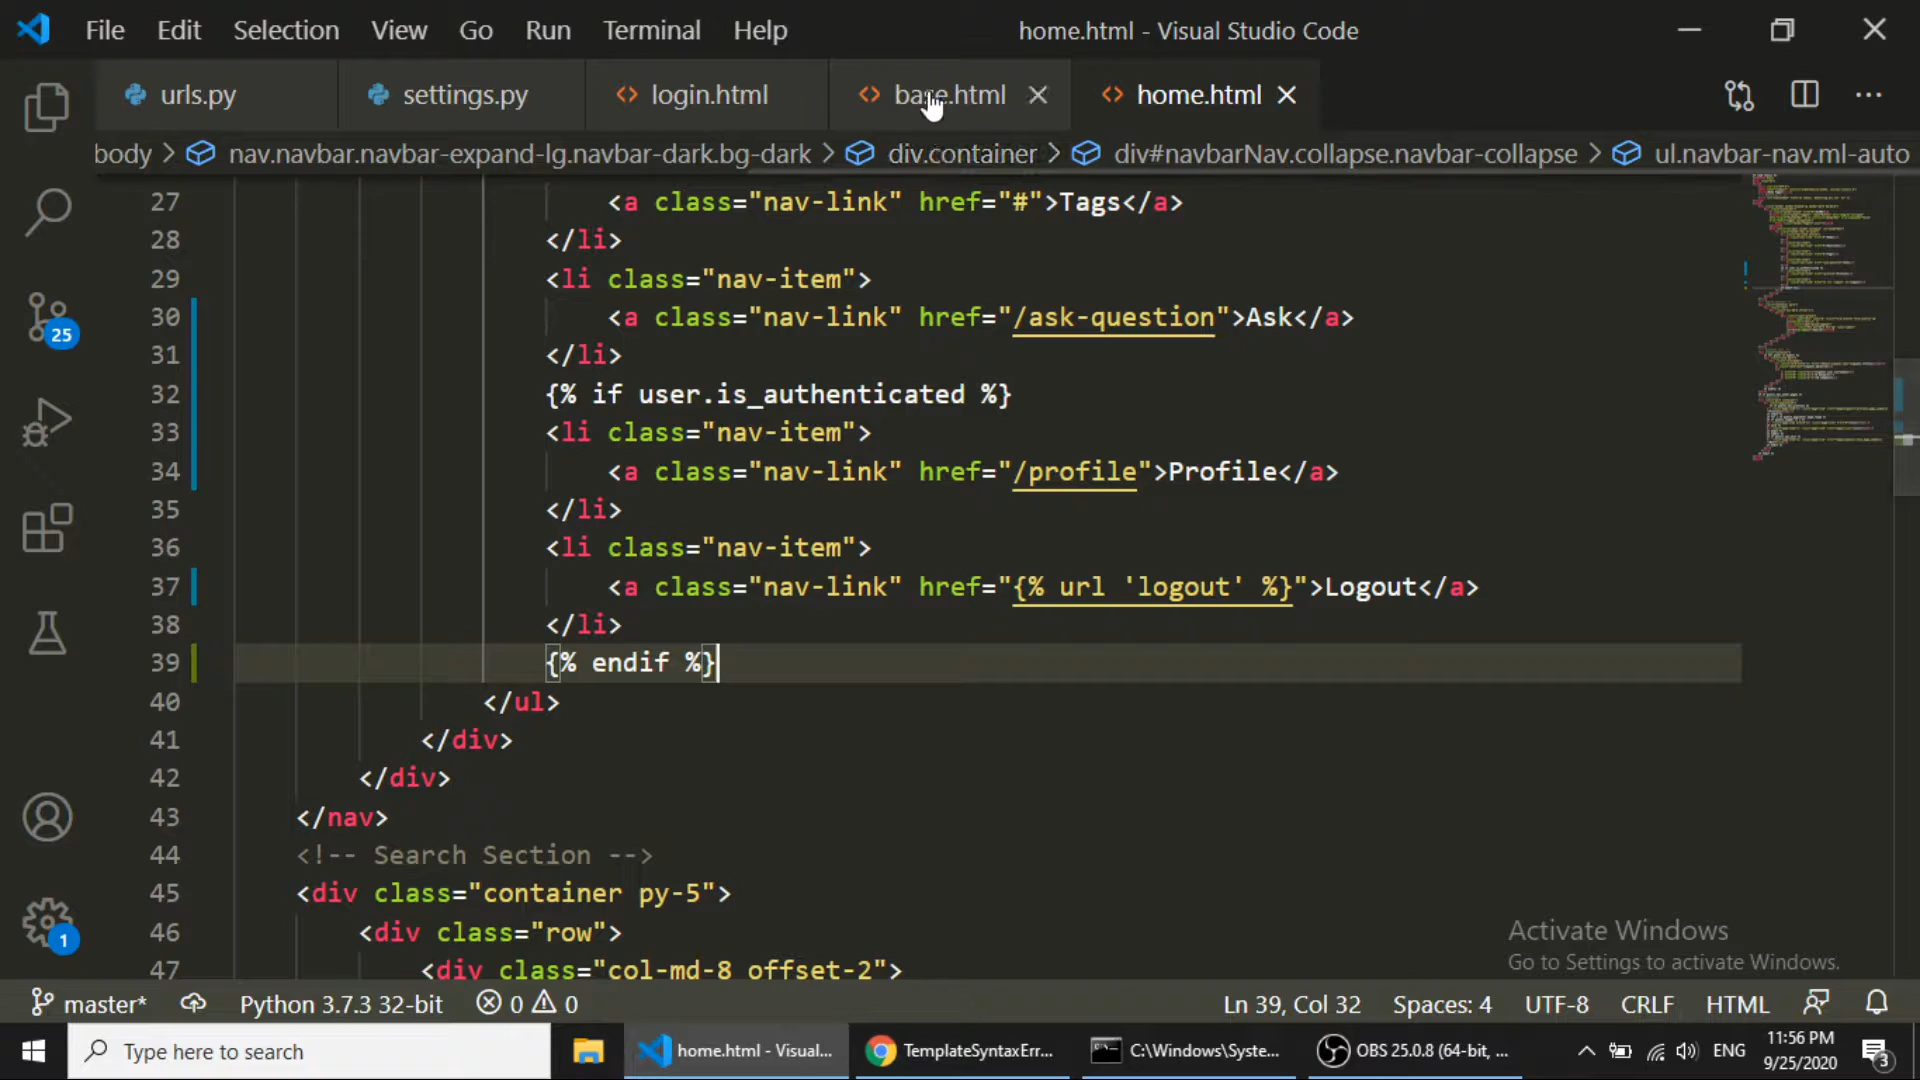 File Edit Selection View Go Run Terminal Help home.html - Visual Studio Code
urls.py settings.py login.html base.html home.html
body > nav.navbar.navbar-expand-lg.navbar-dark.bg-dark > div.container > div#navbarNav.collapse.navbar-collapse > ul.navbar-nav.ml-auto
27 <a class="nav-link" href="#">Tags</a>
28 </li>
29 <li class="nav-item">
30 <a class="nav-link" href="/ask-question">Ask</a>
31 </li>
32 {% if user.is_authenticated %}
33 <li class="nav-item">
34 <a class="nav-link" href="/profile">Profile</a>
35 </li>
36 <li class="nav-item">
37 <a class="nav-link" href="{% url 'logout' %}">Logout</a>
38 </li>
39 {% endif %}
40 </ul>
41 </div>
42 </div>
43 </nav>
44 <!-- Search Section -->
45 <div class="container py-5">
46 <div class="row">
47 <div class="col-md-8 offset-2">
25
1
Activate Windows
Go to Settings to activate Windows.
master* Python 3.7.3 32-bit 0 0 Ln 39, Col 32 Spaces: 4 UTF-8 CRLF HTML
Type here to search home.html - Visual... TemplateSyntaxErr... C:\Windows\Syste... OBS 25.0.8 (64-bit, ... ENG 11:56 PM
9/25/2020 3